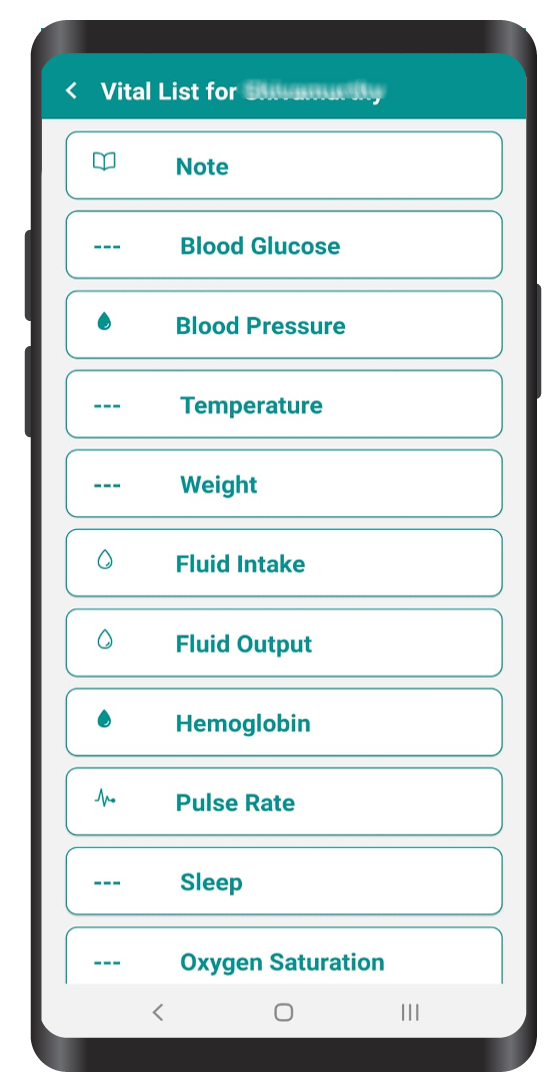 Vital List for
Note
--- Blood Glucose
Blood Pressure
--- Temperature
--- Weight
Fluid Intake
Fluid Output
Hemoglobin
Pulse Rate
--- Sleep
--- Oxygen Saturation